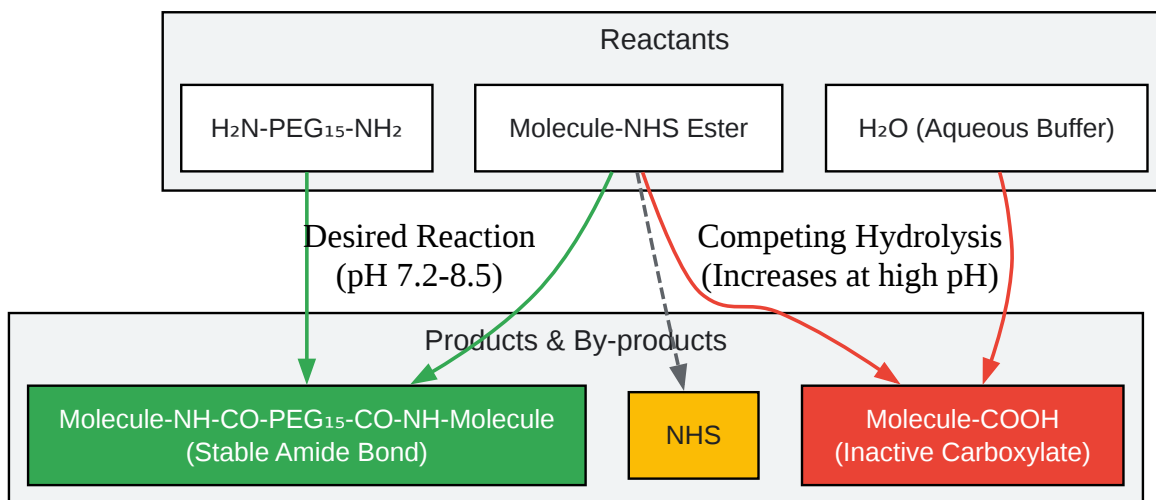 Reactants
H₂N-PEG₁₅-NH₂
Molecule-NHS Ester
H₂O (Aqueous Buffer)
Desired Reaction
(pH 7.2-8.5)
Competing Hydrolysis
(Increases at high pH)
Products & By-products
Molecule-NH-CO-PEG₁₅-CO-NH-Molecule
(Stable Amide Bond)
NHS
Molecule-COOH
(Inactive Carboxylate)